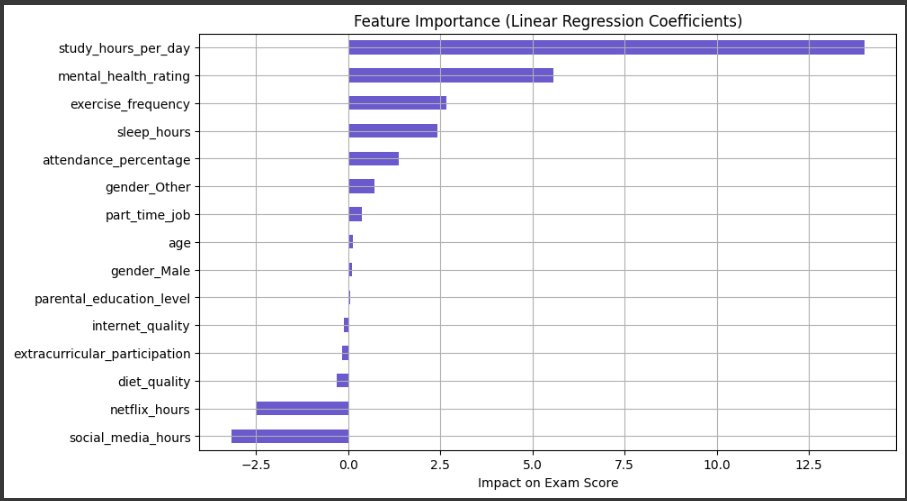 Feature Importance (Linear Regression Coefficients)
study_hours_per_day
mental_health_rating
exercise_frequency
sleep_hours
attendance_percentage
gender_Other
part_time_job
age
gender_Male
parental_education_level
internet_quality
extracurricular_participation
diet_quality
netflix_hours
social_media_hours
−2.5 0.0 2.5 5.0 7.5 10.0 12.5
Impact on Exam Score